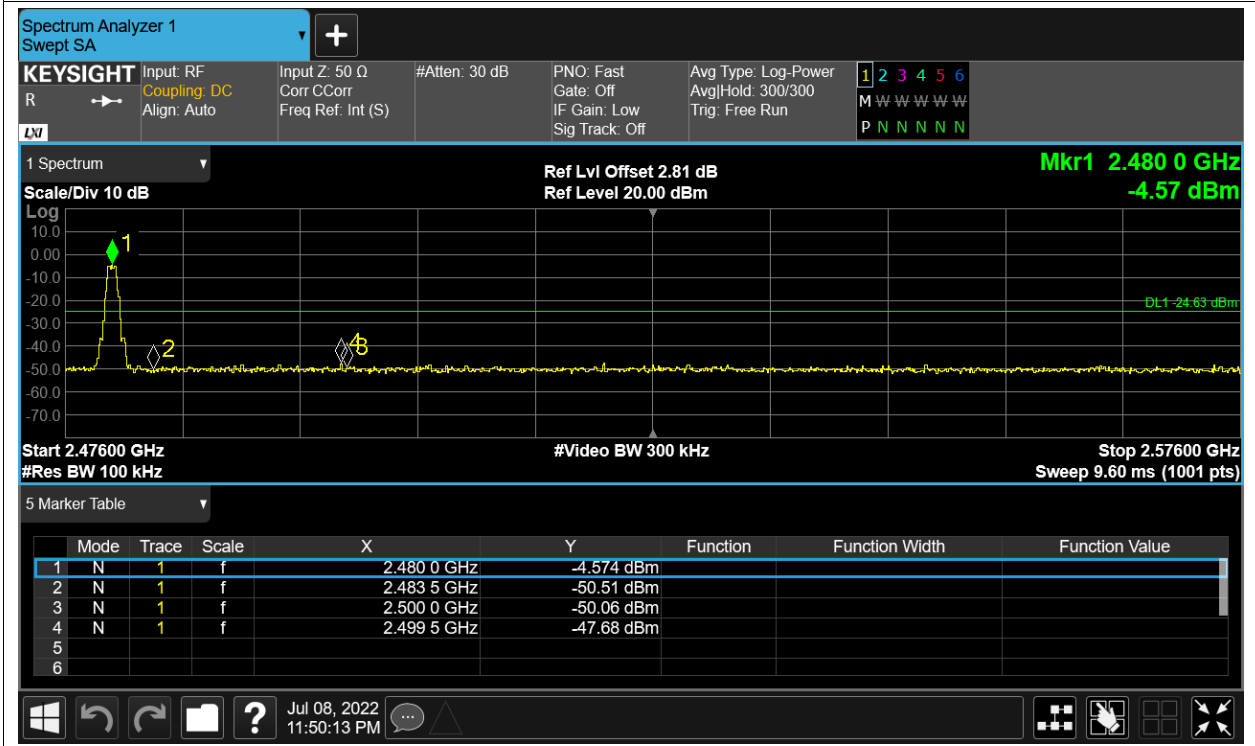 Spectrum Analyzer 1
Swept SA
+
KEYSIGHT Input: RF Input Z: 50 Ω #Atten: 30 dB PNO: Fast Avg Type: Log-Power 1 2 3 4 5 6
R Coupling: DC Corr CCorr Gate: Off Avg|Hold: 300/300 M W W W W W
Align: Auto Freq Ref: Int (S) IF Gain: Low Trig: Free Run
LXI Sig Track: Off P N N N N N
1 Spectrum Ref Lvl Offset 2.81 dB Mkr1 2.480 0 GHz
Scale/Div 10 dB Ref Level 20.00 dBm -4.57 dBm
Log
10.0
1
0.00
-10.0
-20.0
DL1 -24.63 dBm
-30.0
-40.0
2 4 3
-50.0
-60.0
-70.0
Start 2.47600 GHz #Video BW 300 kHz Stop 2.57600 GHz
#Res BW 100 kHz Sweep 9.60 ms (1001 pts)
5 Marker Table
Mode Trace Scale X Y Function Function Width Function Value
1 N 1 f 2.480 0 GHz -4.574 dBm
2 N 1 f 2.483 5 GHz -50.51 dBm
3 N 1 f 2.500 0 GHz -50.06 dBm
4 N 1 f 2.499 5 GHz -47.68 dBm
5
6
? Jul 08, 2022
11:50:13 PM